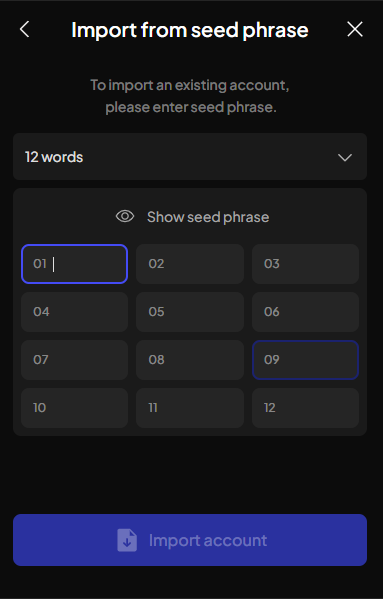 Import from seed phrase
To import an existing account,
please enter seed phrase.
12 words
Show seed phrase
01 02 03
04 05 06
07 08 09
10 11 12
Import account